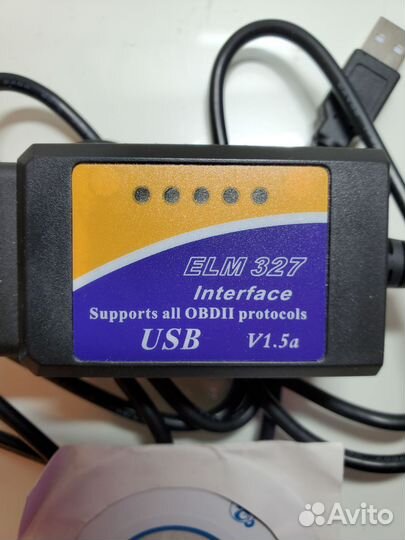 ELM 327
Interface
Supports all OBDII protocols
USB V1.5a
Avito